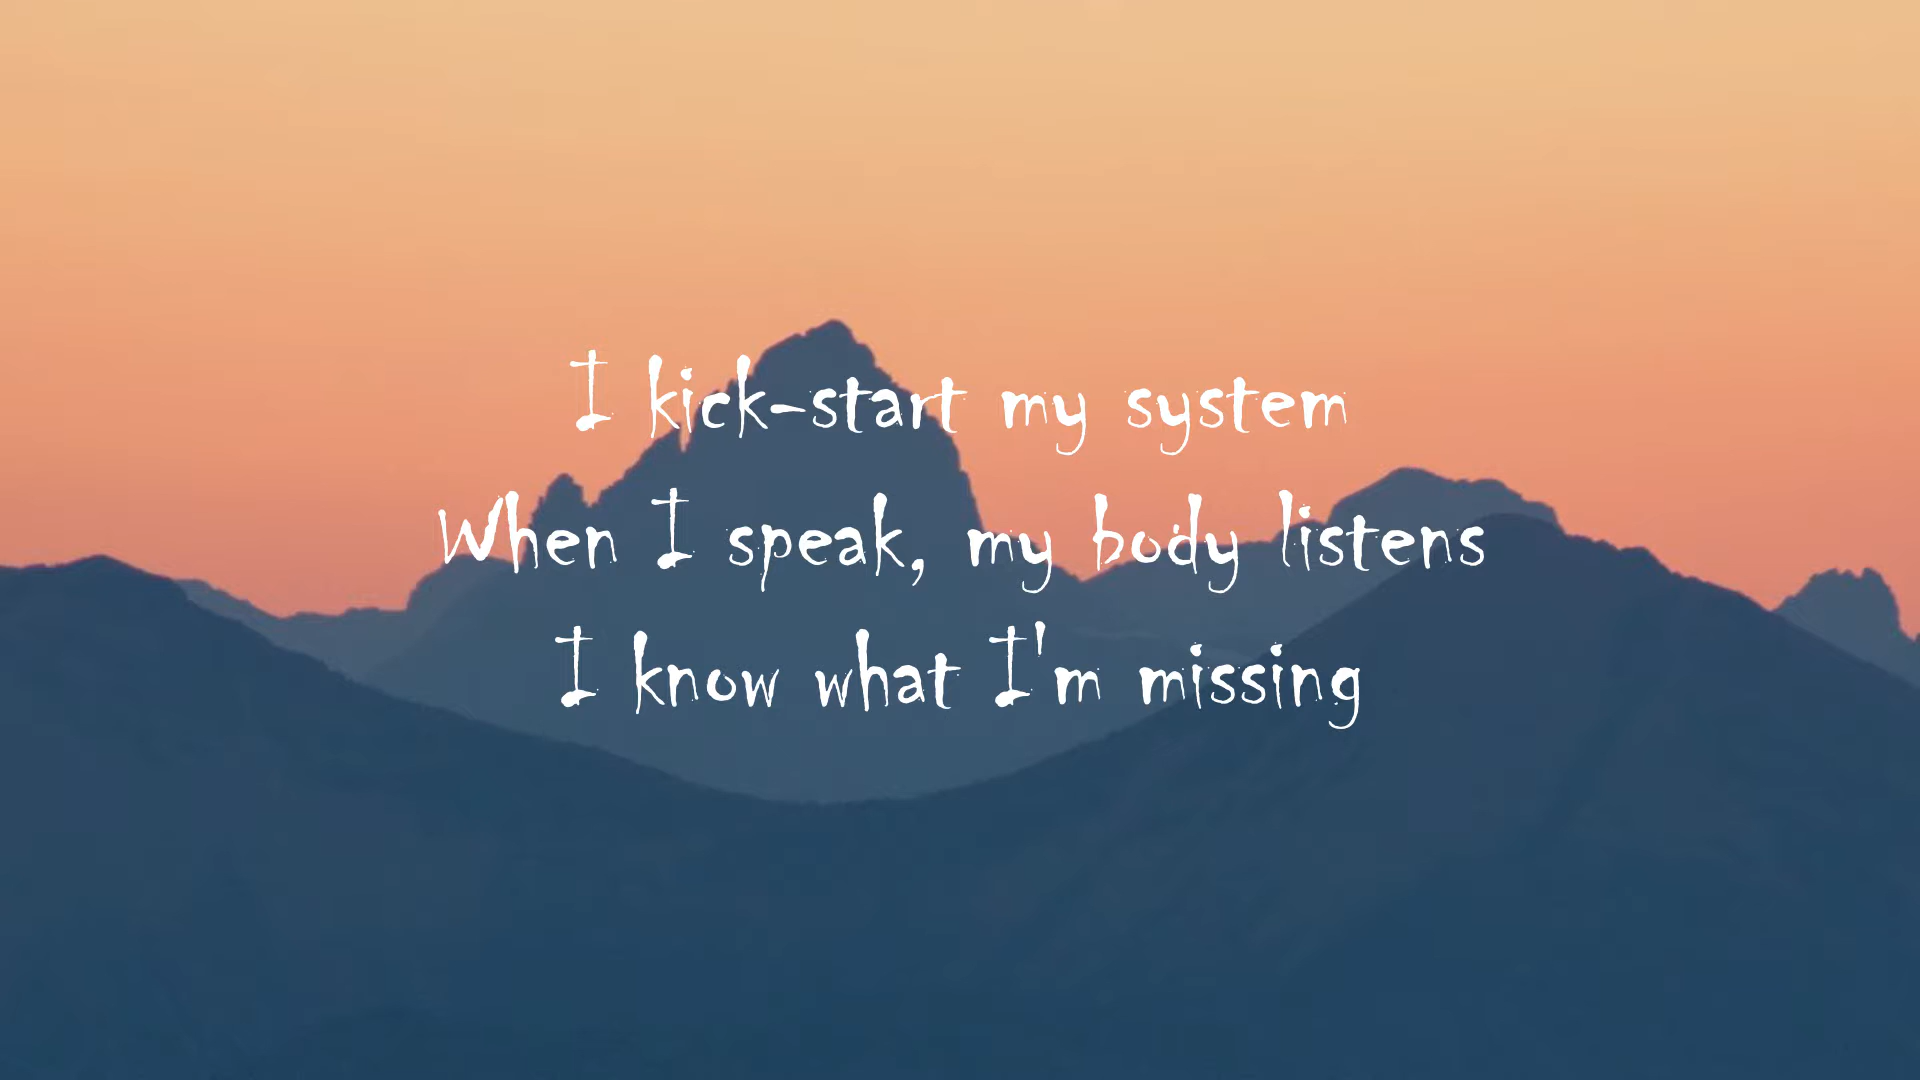 I kick-start my system
When I speak, my body listens
I know what I'm missing